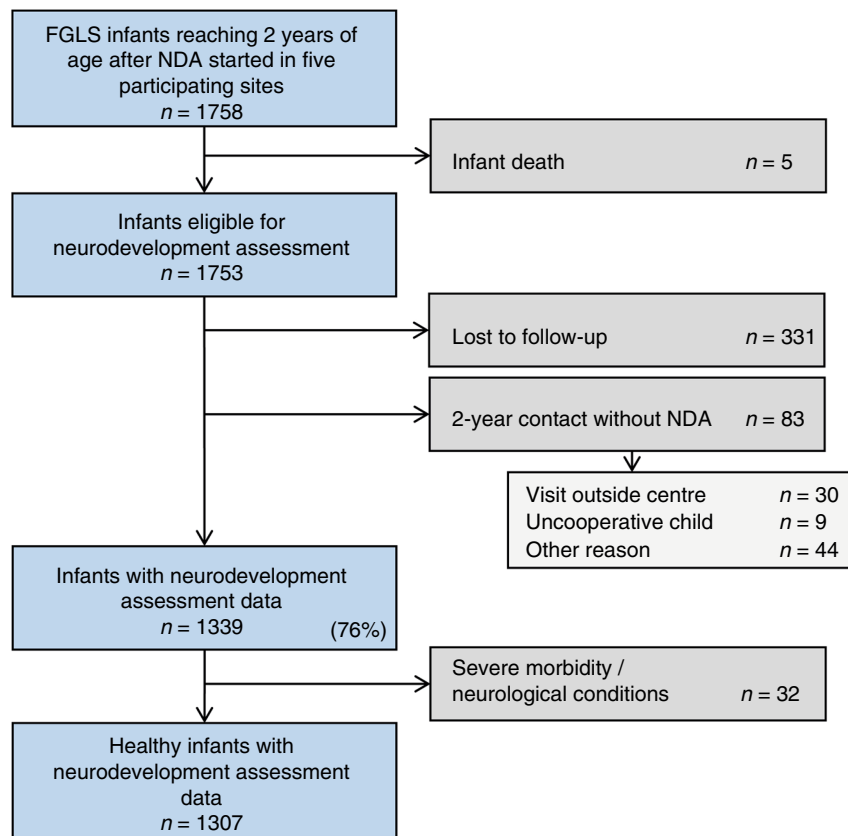 FGLS infants reaching 2 years of
age after NDA started in five
participating sites
n = 1758
Infant death n = 5
Infants eligible for
neurodevelopment assessment
n = 1753
Lost to follow-up n = 331
2-year contact without NDA n = 83
Visit outside centre n = 30
Uncooperative child n = 9
Other reason n = 44
Infants with neurodevelopment
assessment data
n = 1339 (76%)
Severe morbidity /
neurological conditions n = 32
Healthy infants with
neurodevelopment assessment
data
n = 1307